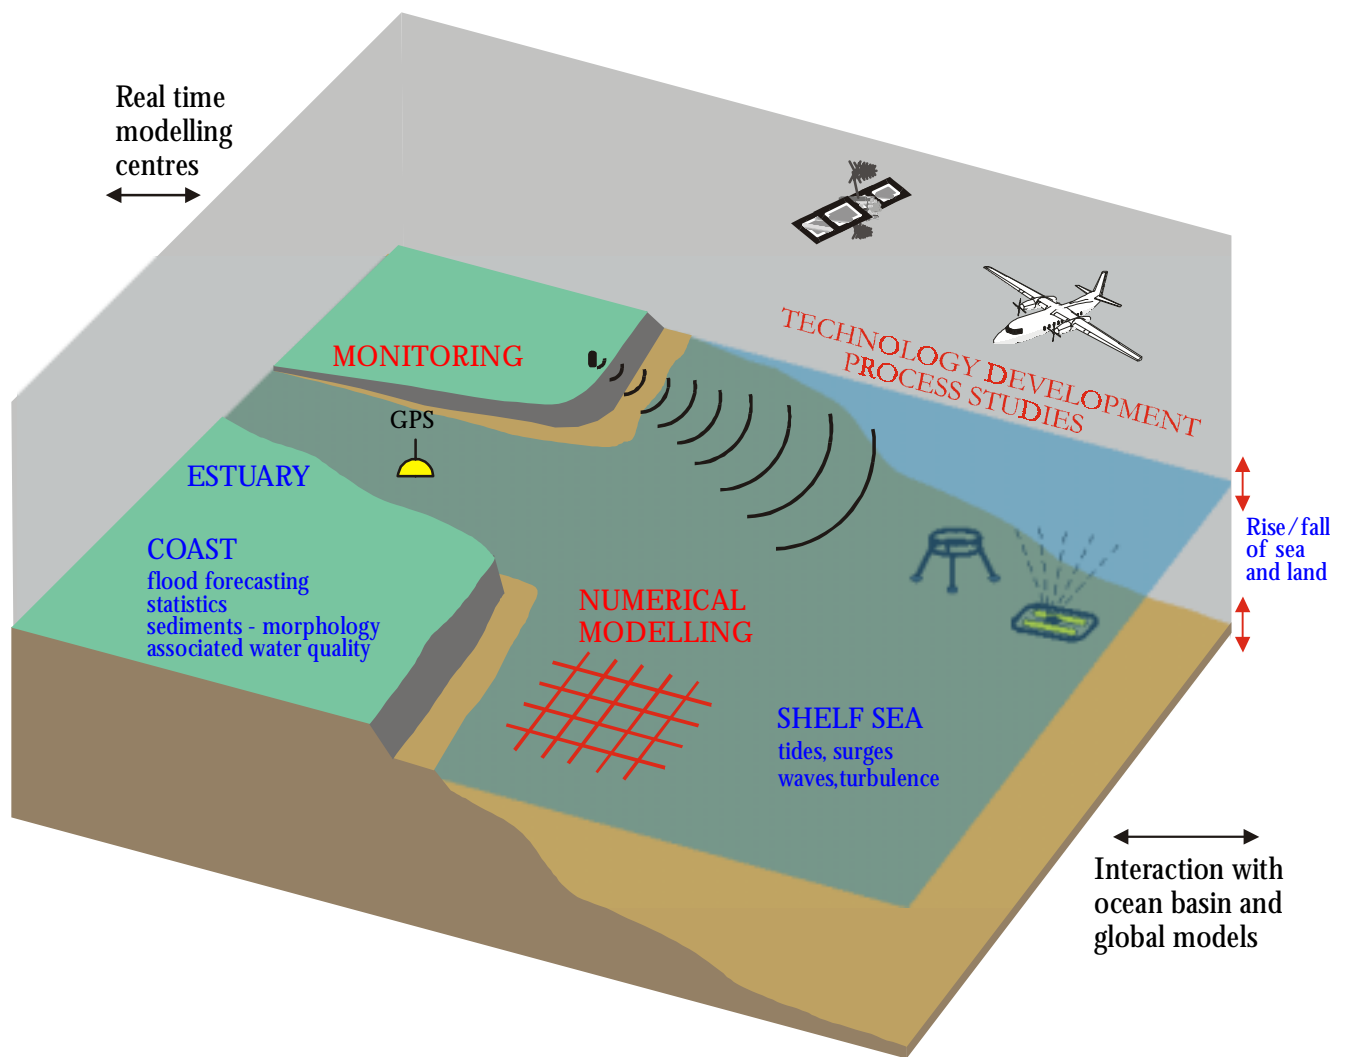 Real time
modelling
centres
MONITORING
GPS
TECHNOLOGY DEVELOPMENT
PROCESS STUDIES
ESTUARY
COAST
flood forecasting
statistics
sediments - morphology
associated water quality
NUMERICAL
MODELLING
Rise/fall
of sea
and land
SHELF SEA
tides, surges
waves,turbulence
Interaction with
ocean basin and
global models